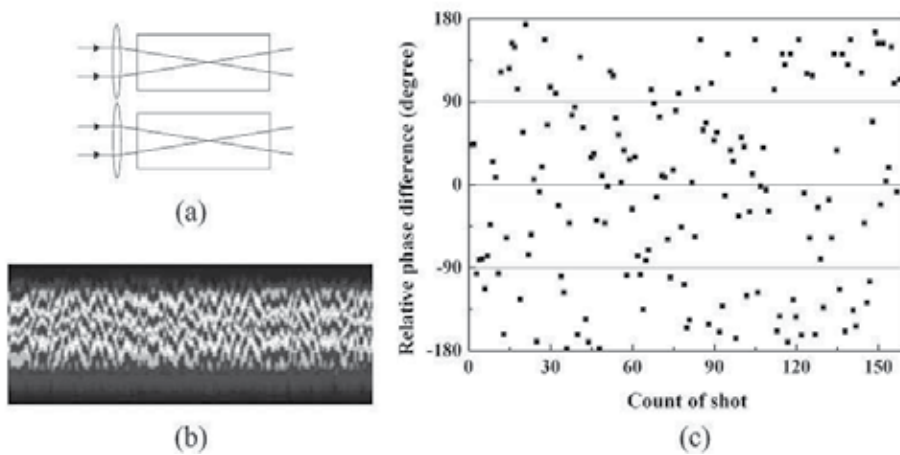 (a)
(b)
Relative phase difference (degree)
180
90
0
-90
-180
0 30 60 90 120 150
Count of shot
(c)